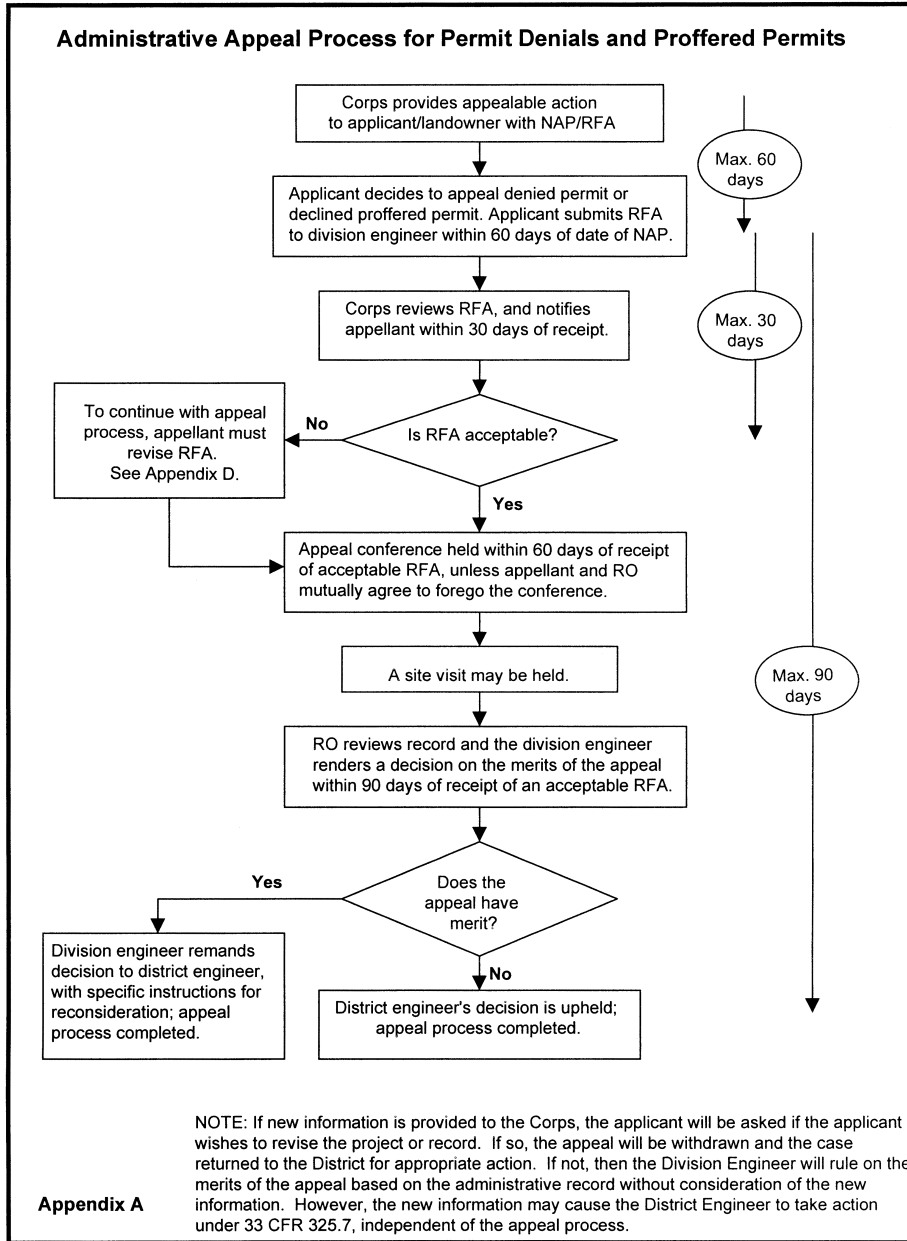 Administrative Appeal Process for Permit Denials and Proffered Permits
Corps provides appealable action
to applicant/landowner with NAP/RFA
Max. 60
days
Applicant decides to appeal denied permit or
declined proffered permit. Applicant submits RFA
to division engineer within 60 days of date of NAP.
Corps reviews RFA, and notifies
appellant within 30 days of receipt.
Max. 30
days
To continue with appeal
process, appellant must
revise RFA.
See Appendix D.
No
Is RFA acceptable?
Yes
Appeal conference held within 60 days of receipt
of acceptable RFA, unless appellant and RO
mutually agree to forego the conference.
A site visit may be held.
Max. 90
days
RO reviews record and the division engineer
renders a decision on the merits of the appeal
within 90 days of receipt of an acceptable RFA.
Yes
Does the
appeal have
merit?
Division engineer remands
decision to district engineer,
with specific instructions for
reconsideration; appeal
process completed.
No
District engineer's decision is upheld;
appeal process completed.
NOTE: If new information is provided to the Corps, the applicant will be asked if the applicant
wishes to revise the project or record. If so, the appeal will be withdrawn and the case
returned to the District for appropriate action. If not, then the Division Engineer will rule on the
merits of the appeal based on the administrative record without consideration of the new
information. However, the new information may cause the District Engineer to take action
under 33 CFR 325.7, independent of the appeal process.
Appendix A